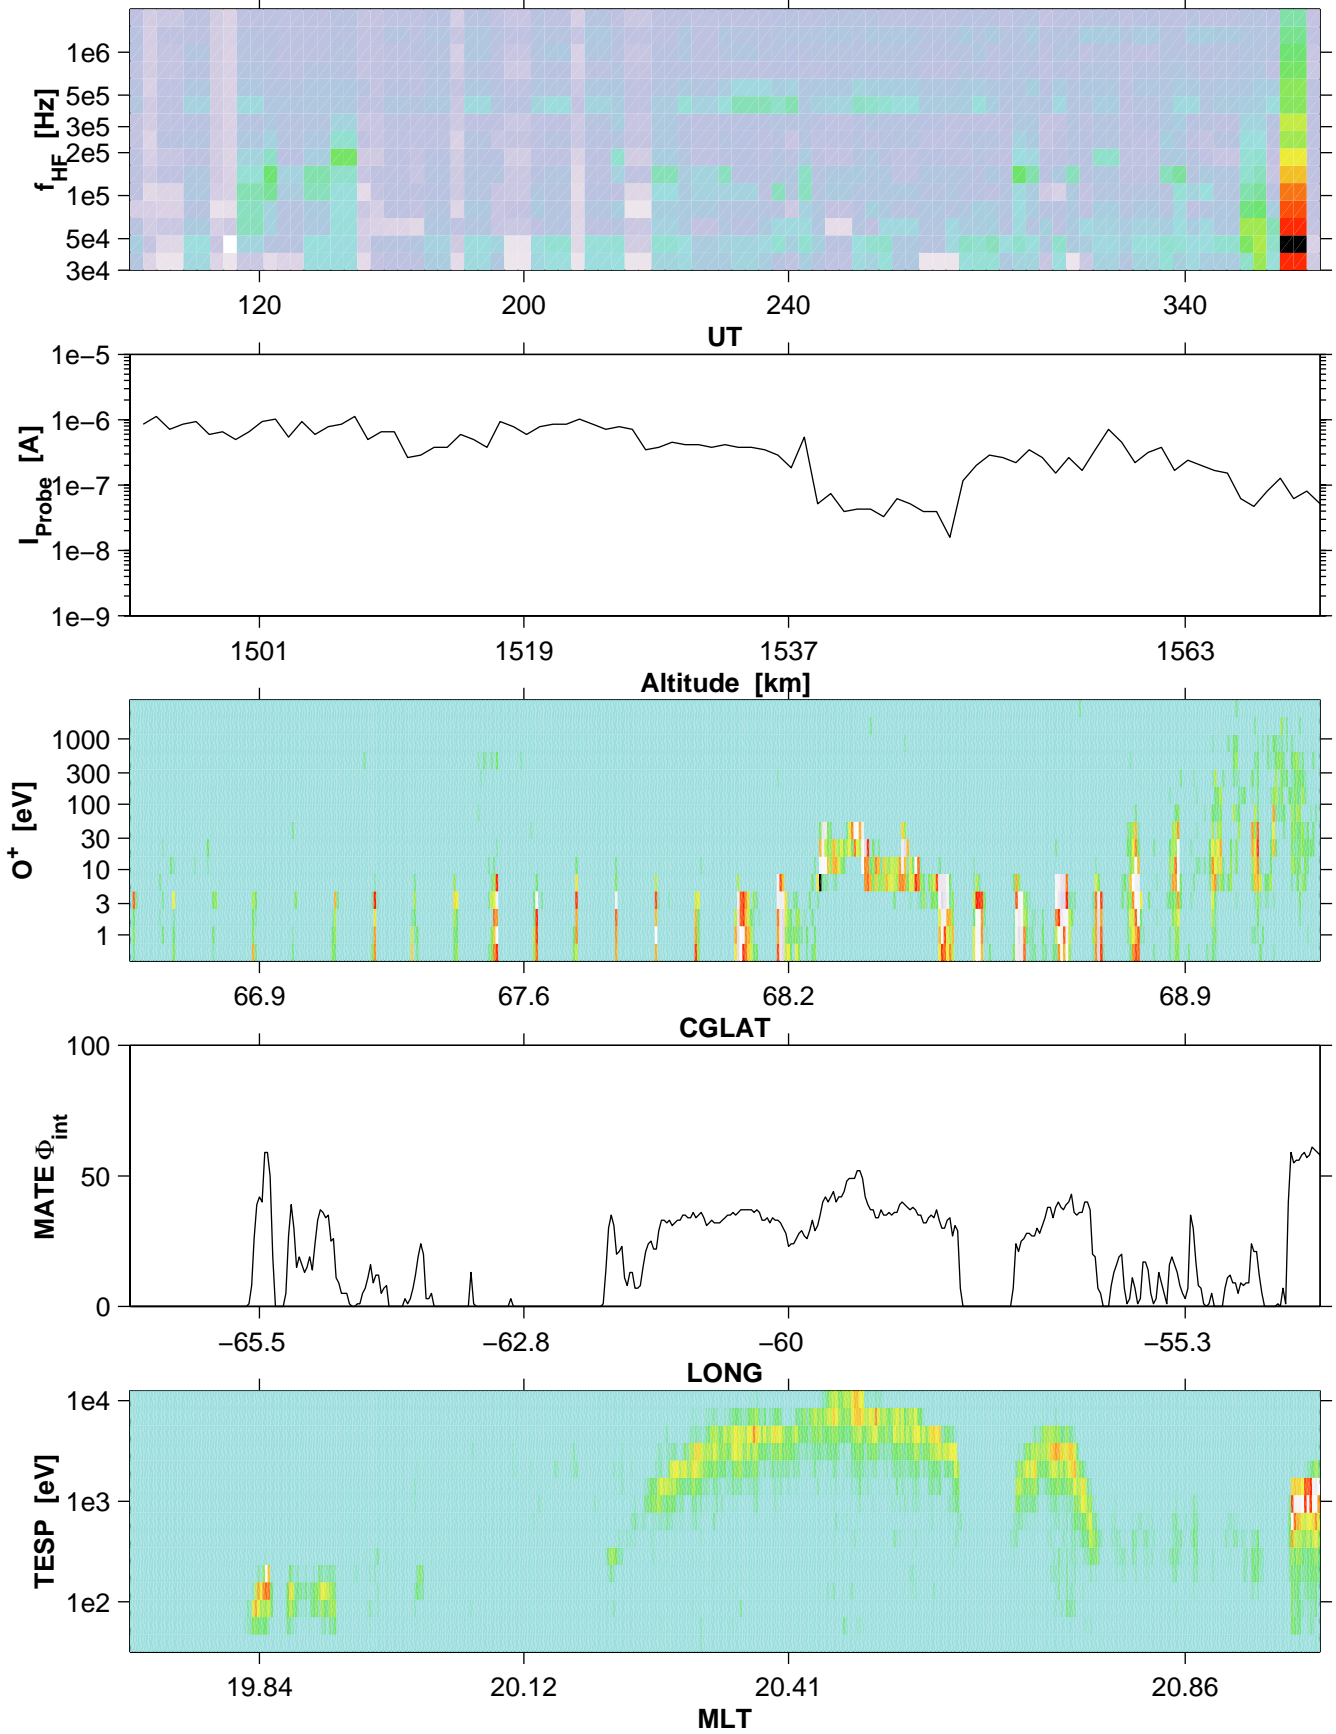 f_HF [Hz]
1e6
5e5
3e5
2e5
1e5
5e4
3e4
120 200 240 340
UT
I_Probe [A]
1e−5
1e−6
1e−7
1e−8
1e−9
1501 1519 1537 1563
Altitude [km]
O+ [eV]
1000
300
100
30
10
3
1
66.9 67.6 68.2 68.9
CGLAT
MATE Φ_int
100
50
0
−65.5 −62.8 −60 −55.3
LONG
TESP [eV]
1e4
1e3
1e2
19.84 20.12 20.41 20.86
MLT